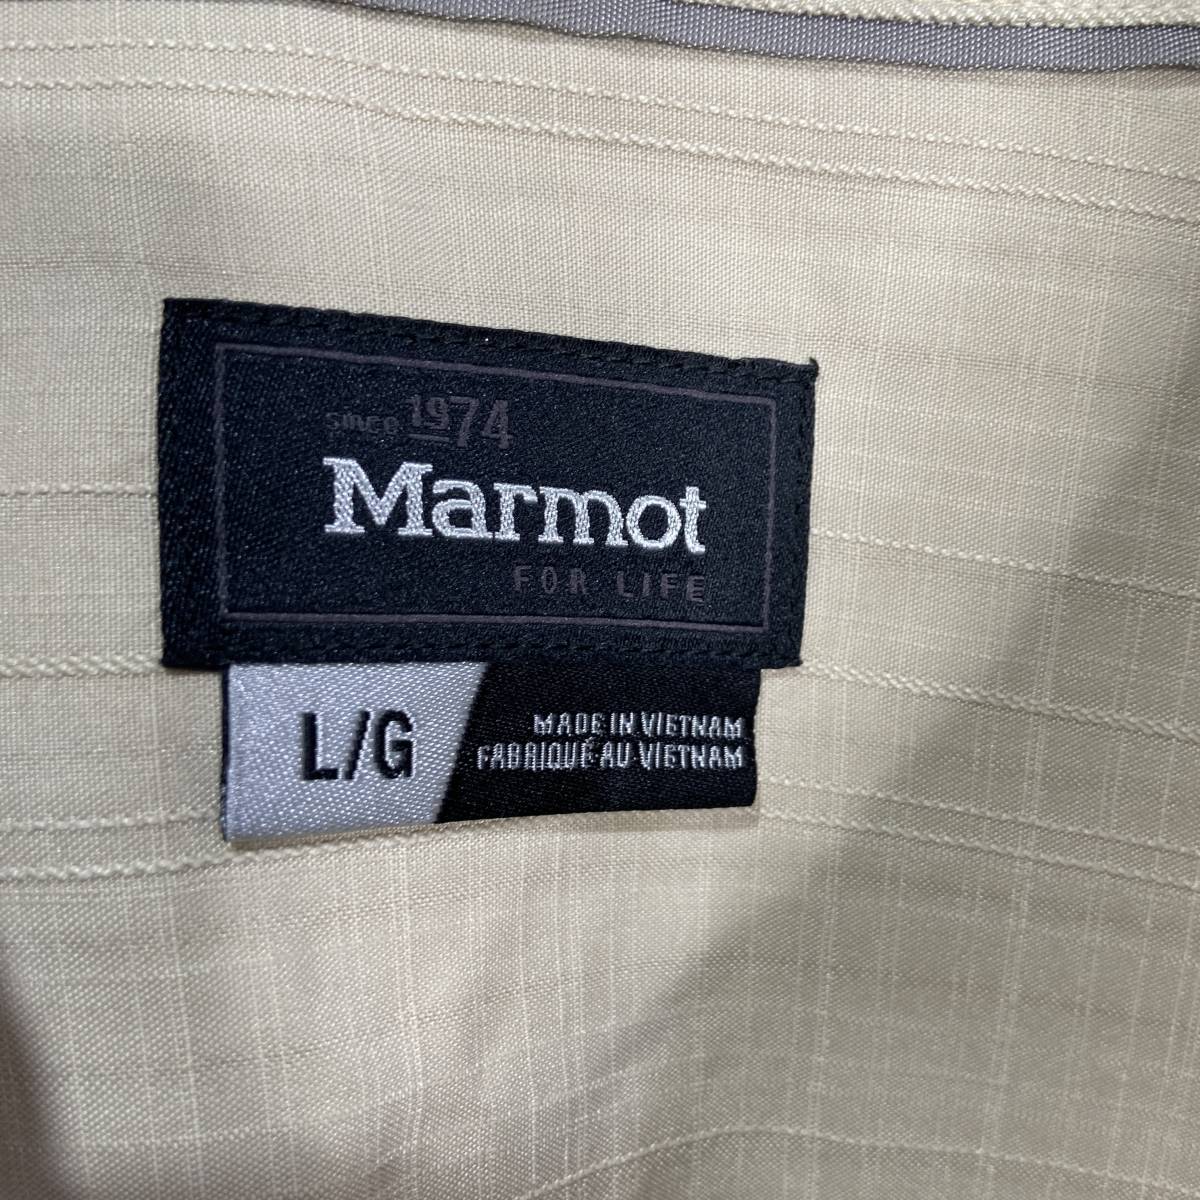 since 1974
Marmot
FOR LIFE
L/G
MADE IN VIETNAM
FABRIQUÉ AU VIETNAM